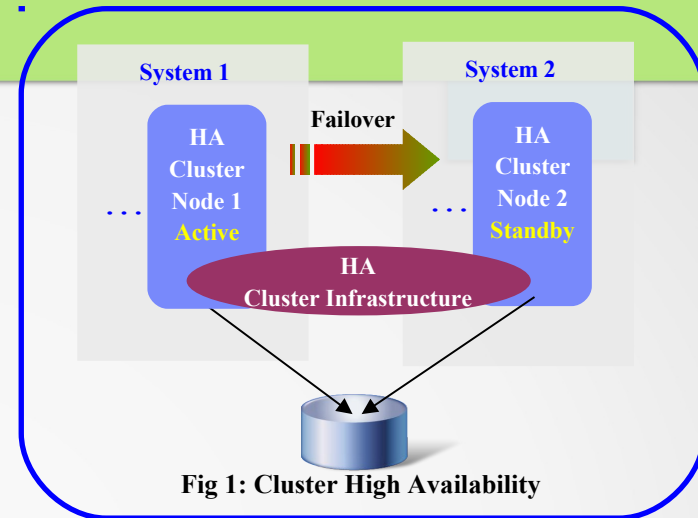 System 1
System 2
Failover
HA
Cluster
Node 1
Active
...
HA
Cluster
Node 2
Standby
...
HA
Cluster Infrastructure
Fig 1: Cluster High Availability